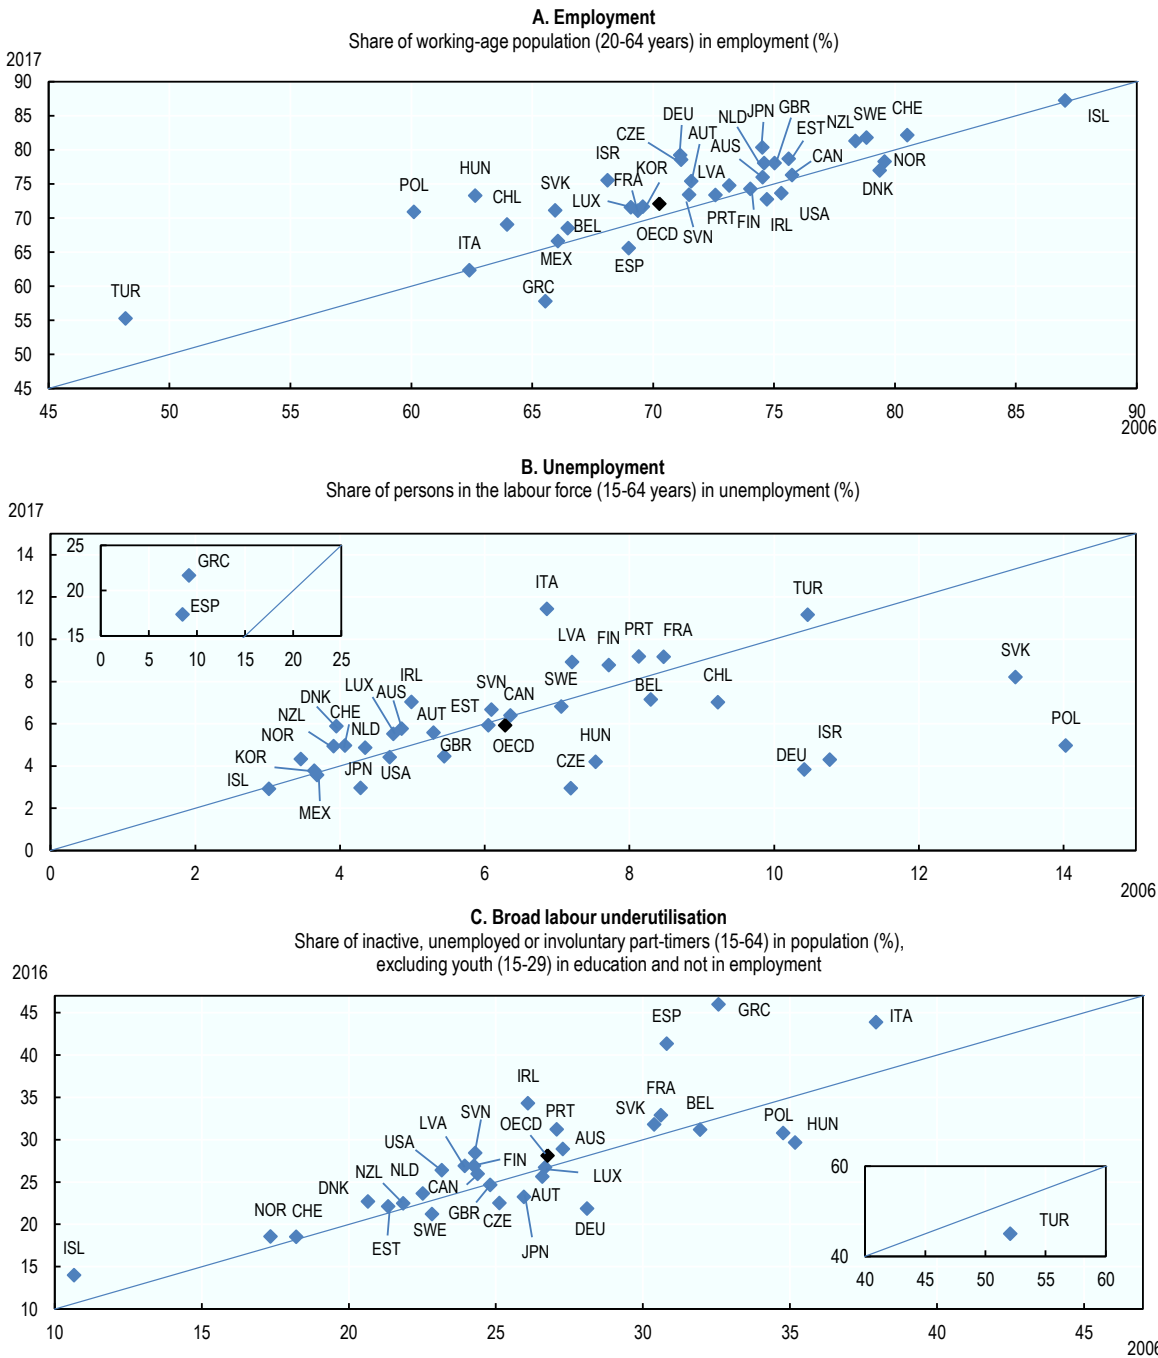 A. Employment
Share of working-age population (20-64 years) in employment (%)
2017
90
85
80
75
70
65
60
55
50
45
POL
HUN
CHL
SVK
ISR
CZE
DEU
AUT
NLD
JPN
GBR
EST
NZL
SWE
CHE
ISL
AUS
CAN
NOR
DNK
KOR
FRA
LVA
LUX
BEL
ITA
MEX
GRC
ESP
OECD
SVN
PRT
FIN
IRL
USA
TUR
45 50 55 60 65 70 75 80 85 90
2006
B. Unemployment
Share of persons in the labour force (15-64 years) in unemployment (%)
2017
14
12
10
8
6
4
2
0
25
20
15
GRC
ESP
0 5 10 15 20 25
ITA
TUR
LVA
FIN
PRT
FRA
SVK
SWE
BEL
CHL
POL
IRL
LUX
AUS
DNK
CHE
NZL
NLD
NOR
AUT
EST
SVN
CAN
KOR
GBR
OECD
HUN
CZE
DEU
ISR
ISL
JPN
USA
MEX
0 2 4 6 8 10 12 14
2006
C. Broad labour underutilisation
Share of inactive, unemployed or involuntary part-timers (15-64) in population (%),
excluding youth (15-29) in education and not in employment
2016
45
40
35
30
25
20
15
10
ESP
GRC
ITA
IRL
FRA
SVK
BEL
POL
HUN
PRT
OECD
SVN
LVA
AUS
USA
FIN
NZL
NLD
CAN
LUX
DNK
AUT
GBR
CZE
NOR
CHE
SWE
DEU
EST
JPN
ISL
60
40
TUR
40 45 50 55 60
10 15 20 25 30 35 40 45
2006